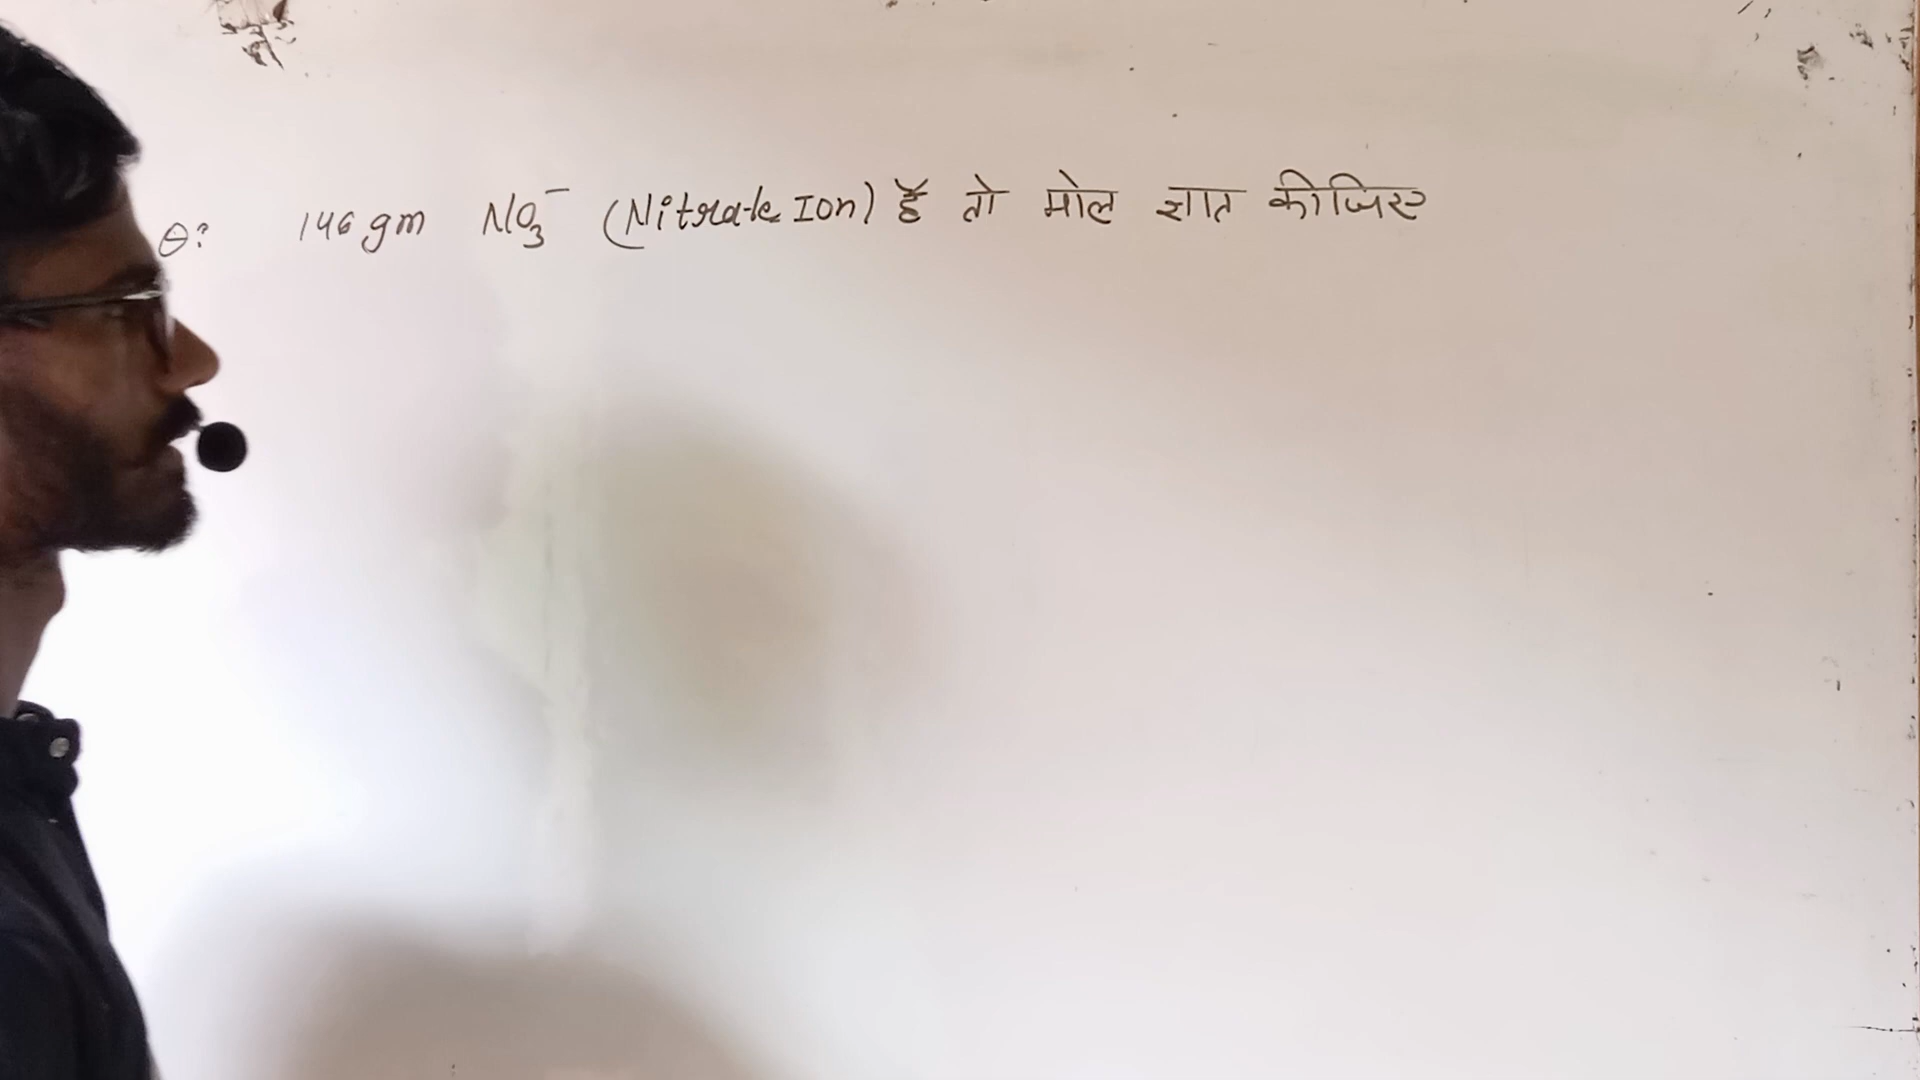 Q? 146 gm NO₃⁻ (Nitrate Ion) है तो मोल ज्ञात कीजिए